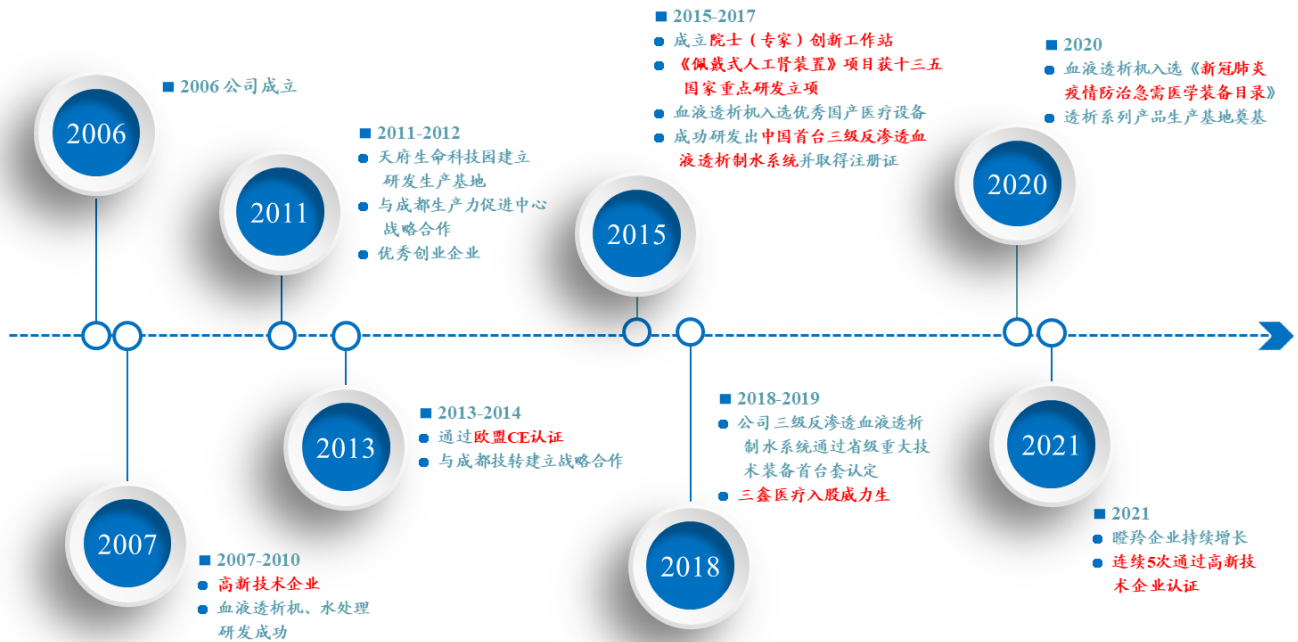 2006
■ 2006公司成立
2007
■ 2007-2010
● 高新技术企业
● 血液透析机、水处理
研发成功
2011
■ 2011-2012
● 天府生命科技园建立
研发生产基地
● 与成都生产力促进中心
战略合作
● 优秀创业企业
2013
■ 2013-2014
● 通过欧盟CE认证
● 与成都技转建立战略合作
2015
■ 2015-2017
● 成立院士（专家）创新工作站
● 《佩戴式人工肾装置》项目获十三五
国家重点研发立项
● 血液透析机入选优秀国产医疗设备
● 成功研发出中国首台三级反渗透血
液透析制水系统并取得注册证
2018
■ 2018-2019
● 公司三级反渗透血液透析
制水系统通过省级重大技
术装备首台套认定
● 三鑫医疗入股威力生
2020
■ 2020
● 血液透析机入选《新冠肺炎
疫情防治急需医学装备目录》
● 透析系列产品生产基地奠基
2021
■ 2021
● 瞪羚企业持续增长
● 连续5次通过高新技
术企业认证